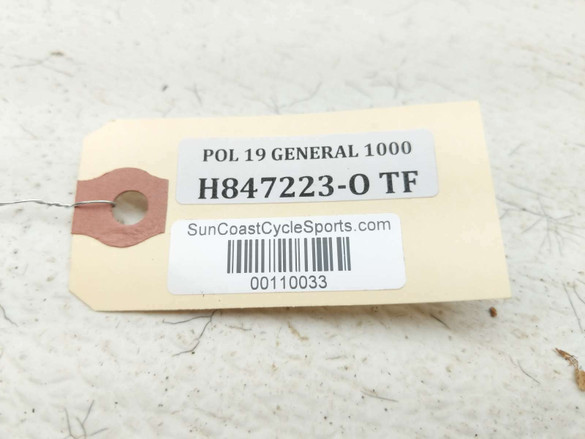 POL 19 GENERAL 1000
H847223-O TF
SunCoastCycleSports.com
00110033